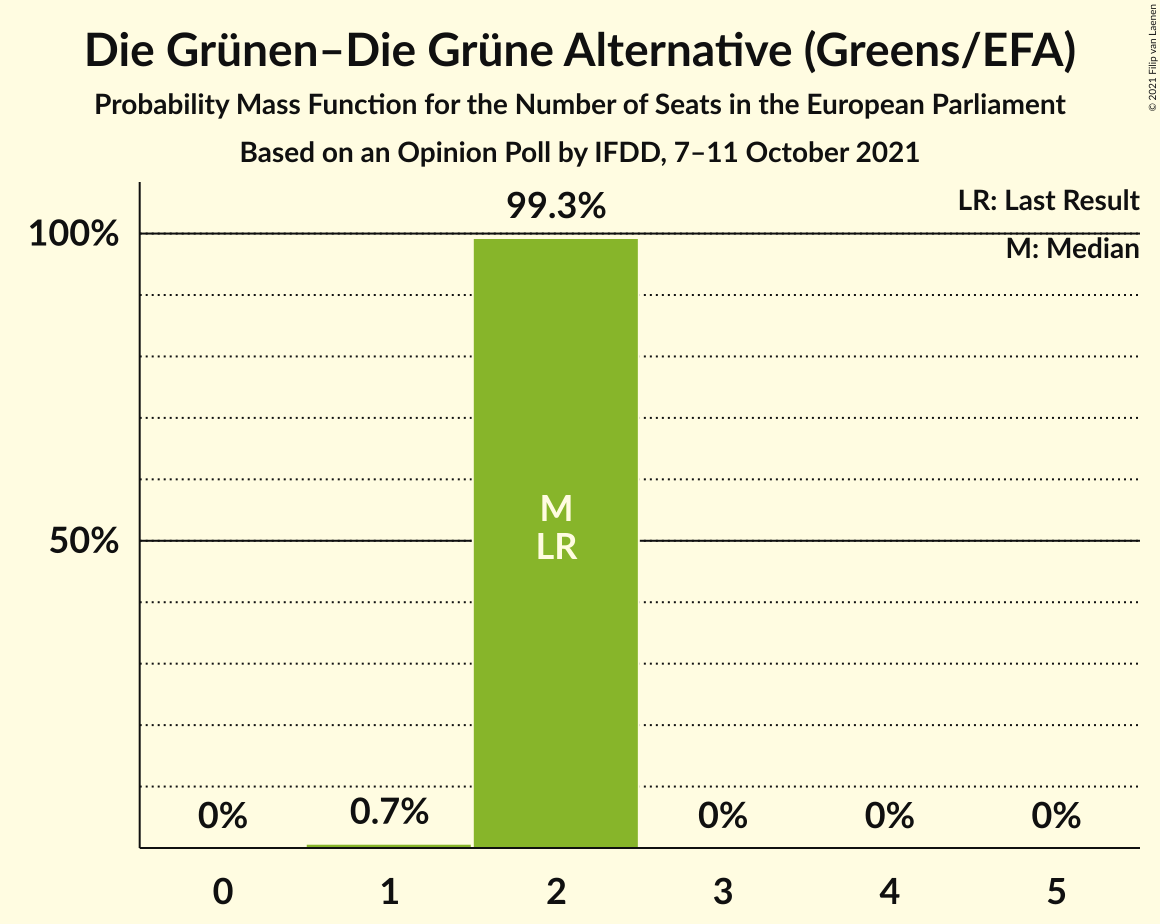 Die Grünen–Die Grüne Alternative (Greens/EFA)
Probability Mass Function for the Number of Seats in the European Parliament
Based on an Opinion Poll by IFDD, 7–11 October 2021
© 2021 Filip van Laenen
LR: Last Result
M: Median
99.3%
100%
50%
M
LR
0%
0.7%
0%
0%
0%
0
1
2
3
4
5